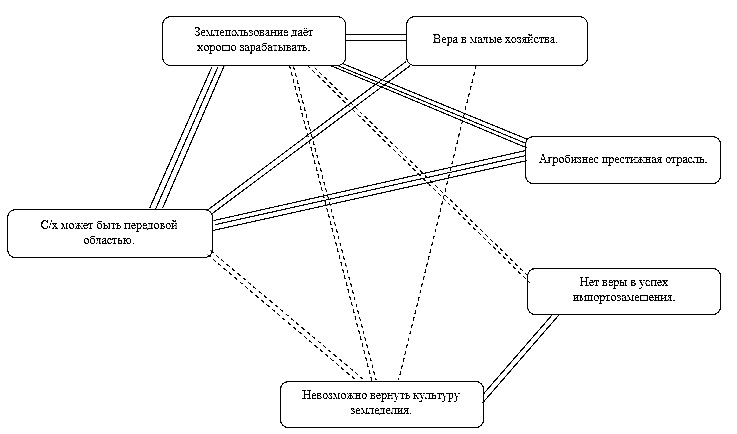 Землепользование даёт
хорошо зарабатывать.
Вера в малые хозяйства.
Агробизнес престижная отрасль.
С/х может быть передовой
областью.
Нет веры в успех
импортозамещения.
Невозможно вернуть культуру
земледелия.